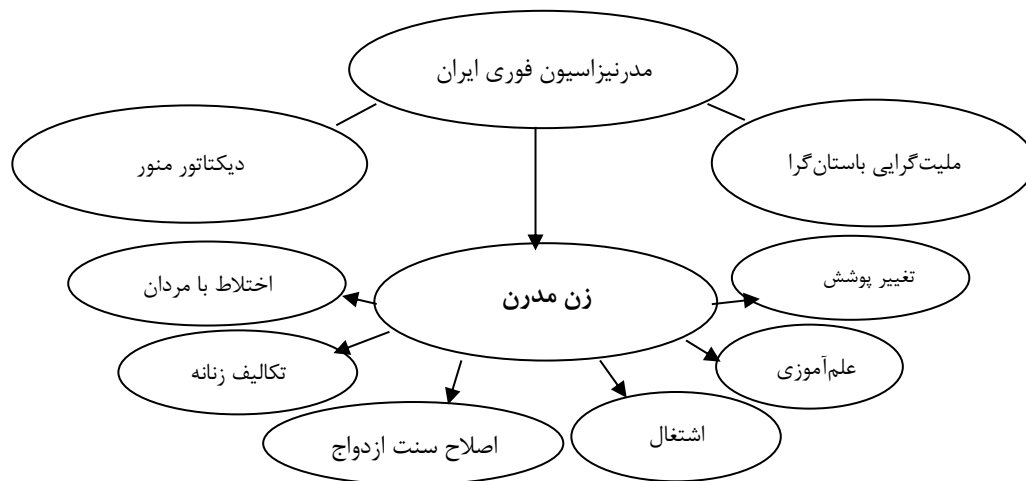 مدرنیزاسیون فوری ایران
ملیت‌گرایی باستان‌گرا
دیکتاتور منور
زن مدرن
تغییر پوشش
اختلاط با مردان
علم‌آموزی
تکالیف زنانه
اشتغال
اصلاح سنت ازدواج